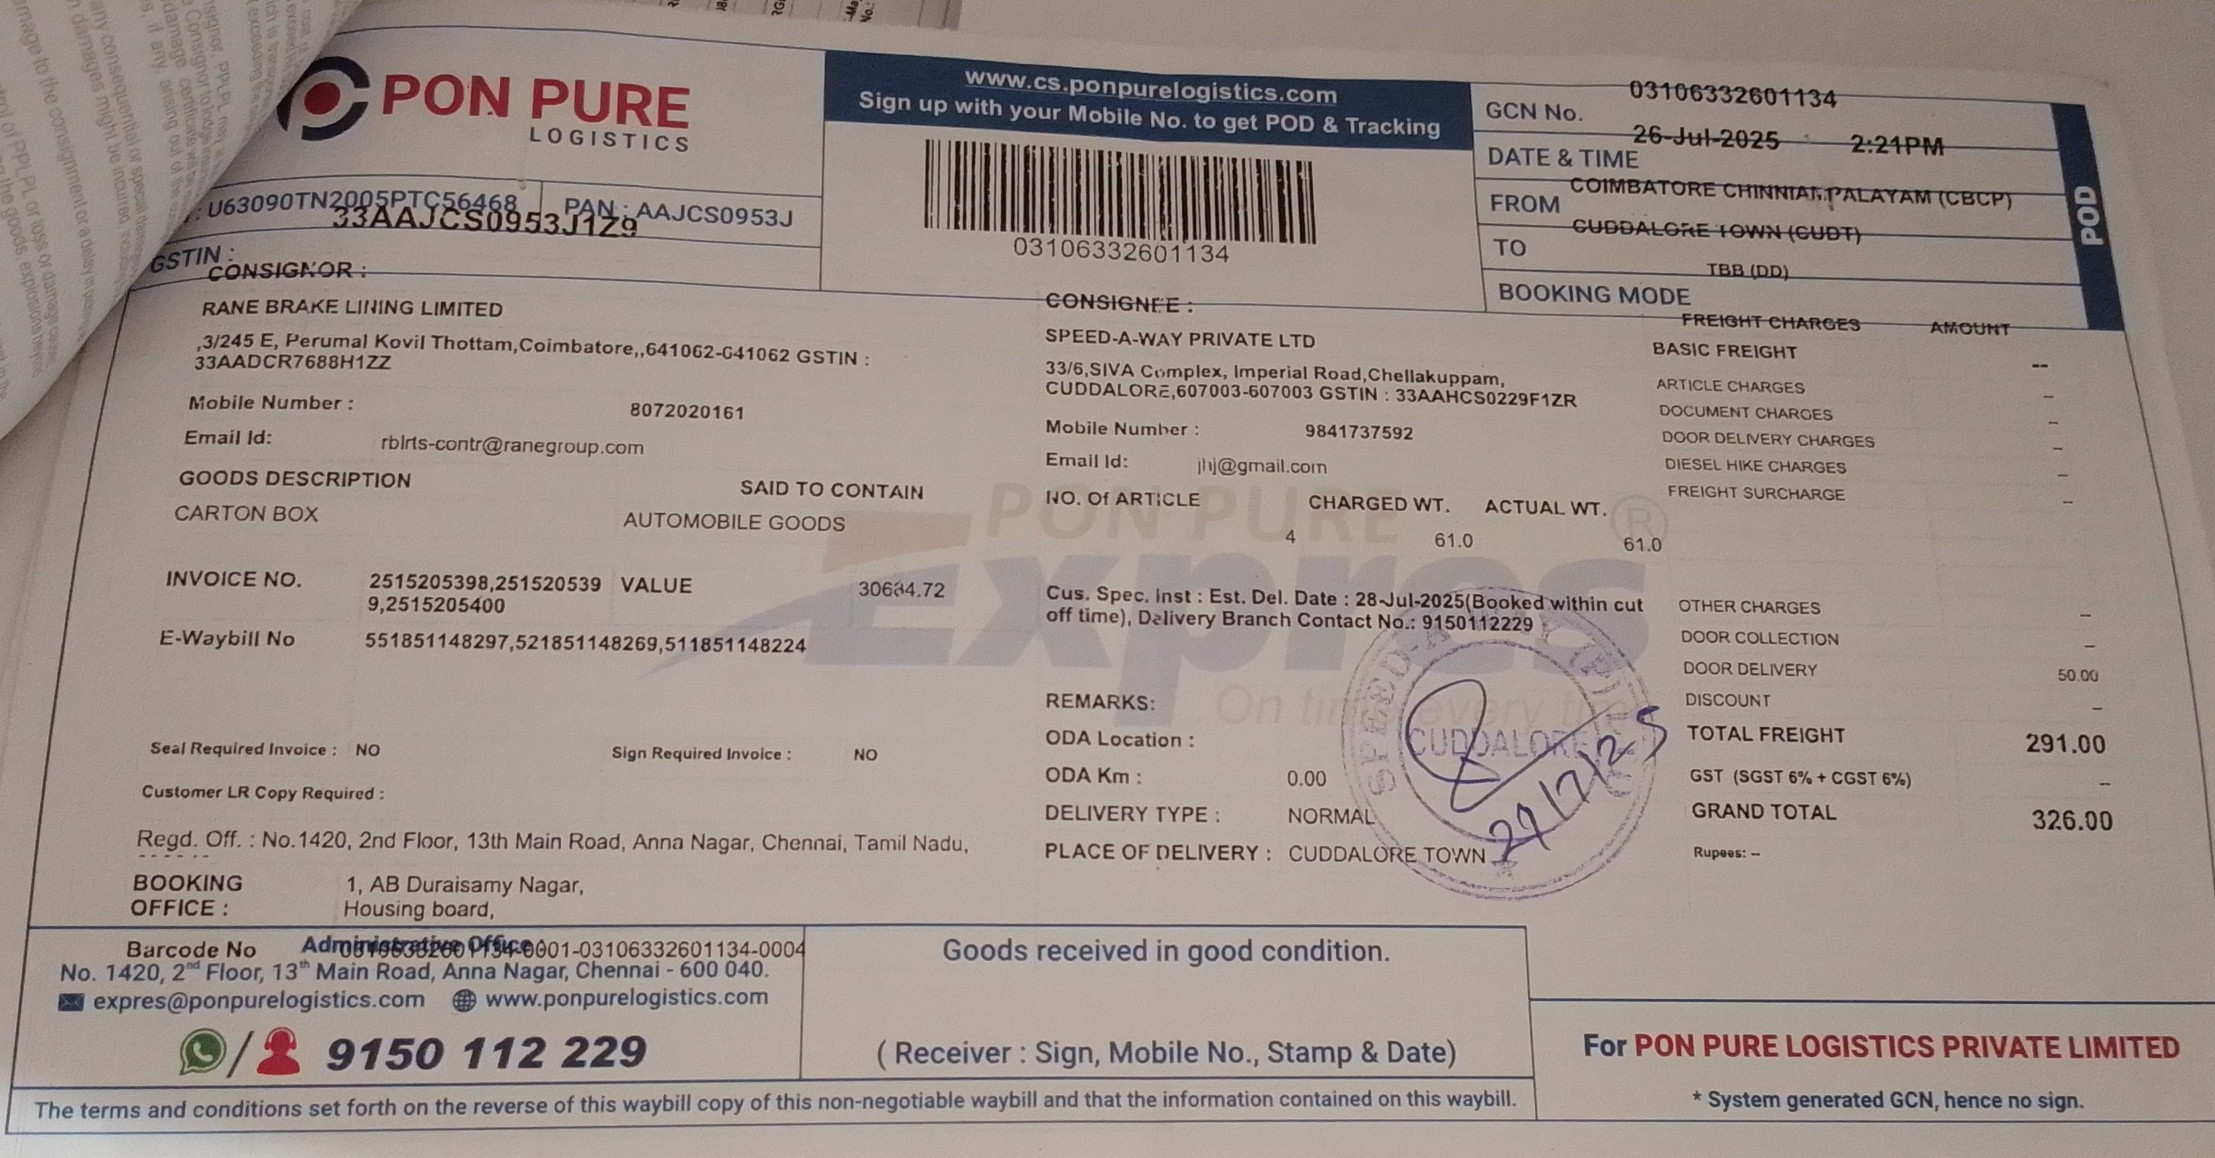 PON PURE
LOGISTICS
www.cs.ponpurelogistics.com
Sign up with your Mobile No. to get POD & Tracking
03106332601134
GCN No. 03106332601134
DATE & TIME 26-Jul-2025 2:21PM
FROM COIMBATORE CHINNIAMPALAYAM (CBCP)
TO CUDDALORE TOWN (CUDT)
BOOKING MODE TBB (DD)
POD
: U63090TN2005PTC56468 PAN : AAJCS0953J
GSTIN : 33AAJCS0953J1Z9
CONSIGNOR :
RANE BRAKE LINING LIMITED
,3/245 E, Perumal Kovil Thottam,Coimbatore,,641062-641062 GSTIN :
33AADCR7688H1ZZ
Mobile Number : 8072020161
Email Id: rblrts-contr@ranegroup.com
CONSIGNEE :
SPEED-A-WAY PRIVATE LTD
33/6,SIVA Complex, Imperial Road,Chellakuppam,
CUDDALORE,607003-607003 GSTIN : 33AAHCS0229F1ZR
Mobile Number : 9841737592
Email Id: jhj@gmail.com
GOODS DESCRIPTION SAID TO CONTAIN
CARTON BOX AUTOMOBILE GOODS
NO. Of ARTICLE CHARGED WT. ACTUAL WT.
4 61.0 61.0
INVOICE NO. 2515205398,251520539 VALUE 30684.72
9,2515205400
E-Waybill No 551851148297,521851148269,511851148224
Cus. Spec. Inst : Est. Del. Date : 28-Jul-2025(Booked within cut
off time), Delivery Branch Contact No.: 9150112229
PON PURE
Expres
On time every time
Seal Required Invoice : NO Sign Required Invoice : NO
Customer LR Copy Required :
REMARKS:
ODA Location :
ODA Km : 0.00
DELIVERY TYPE : NORMAL
PLACE OF DELIVERY : CUDDALORE TOWN
SPEED-A
CUDDALORE
29/7/25
FREIGHT CHARGES AMOUNT
BASIC FREIGHT --
ARTICLE CHARGES –
DOCUMENT CHARGES –
DOOR DELIVERY CHARGES –
DIESEL HIKE CHARGES –
FREIGHT SURCHARGE –
OTHER CHARGES –
DOOR COLLECTION –
DOOR DELIVERY 50.00
DISCOUNT –
TOTAL FREIGHT 291.00
GST (SGST 6% + CGST 6%) –
GRAND TOTAL 326.00
Rupees: --
Regd. Off. : No.1420, 2nd Floor, 13th Main Road, Anna Nagar, Chennai, Tamil Nadu,
BOOKING 1, AB Duraisamy Nagar,
OFFICE : Housing board,
Barcode No 03106332601134-0001-03106332601134-0004
Administrative Office :
No. 1420, 2nd Floor, 13th Main Road, Anna Nagar, Chennai - 600 040.
expres@ponpurelogistics.com www.ponpurelogistics.com
9150 112 229
Goods received in good condition.
( Receiver : Sign, Mobile No., Stamp & Date)
For PON PURE LOGISTICS PRIVATE LIMITED
* System generated GCN, hence no sign.
The terms and conditions set forth on the reverse of this waybill copy of this non-negotiable waybill and that the information contained on this waybill.